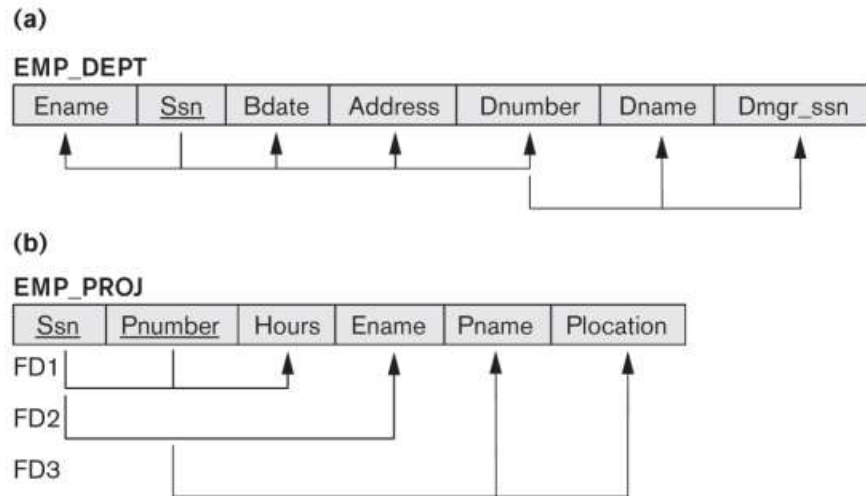 (a)
EMP_DEPT
Ename Ssn Bdate Address Dnumber Dname Dmgr_ssn
(b)
EMP_PROJ
Ssn Pnumber Hours Ename Pname Plocation
FD1
FD2
FD3